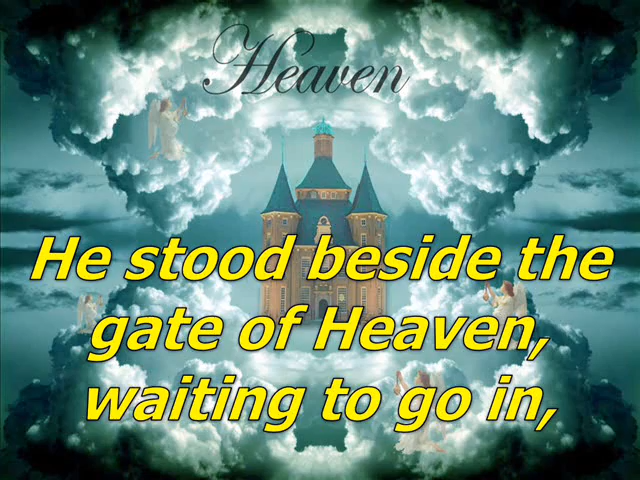 Heaven
He stood beside the
gate of Heaven,
waiting to go in,